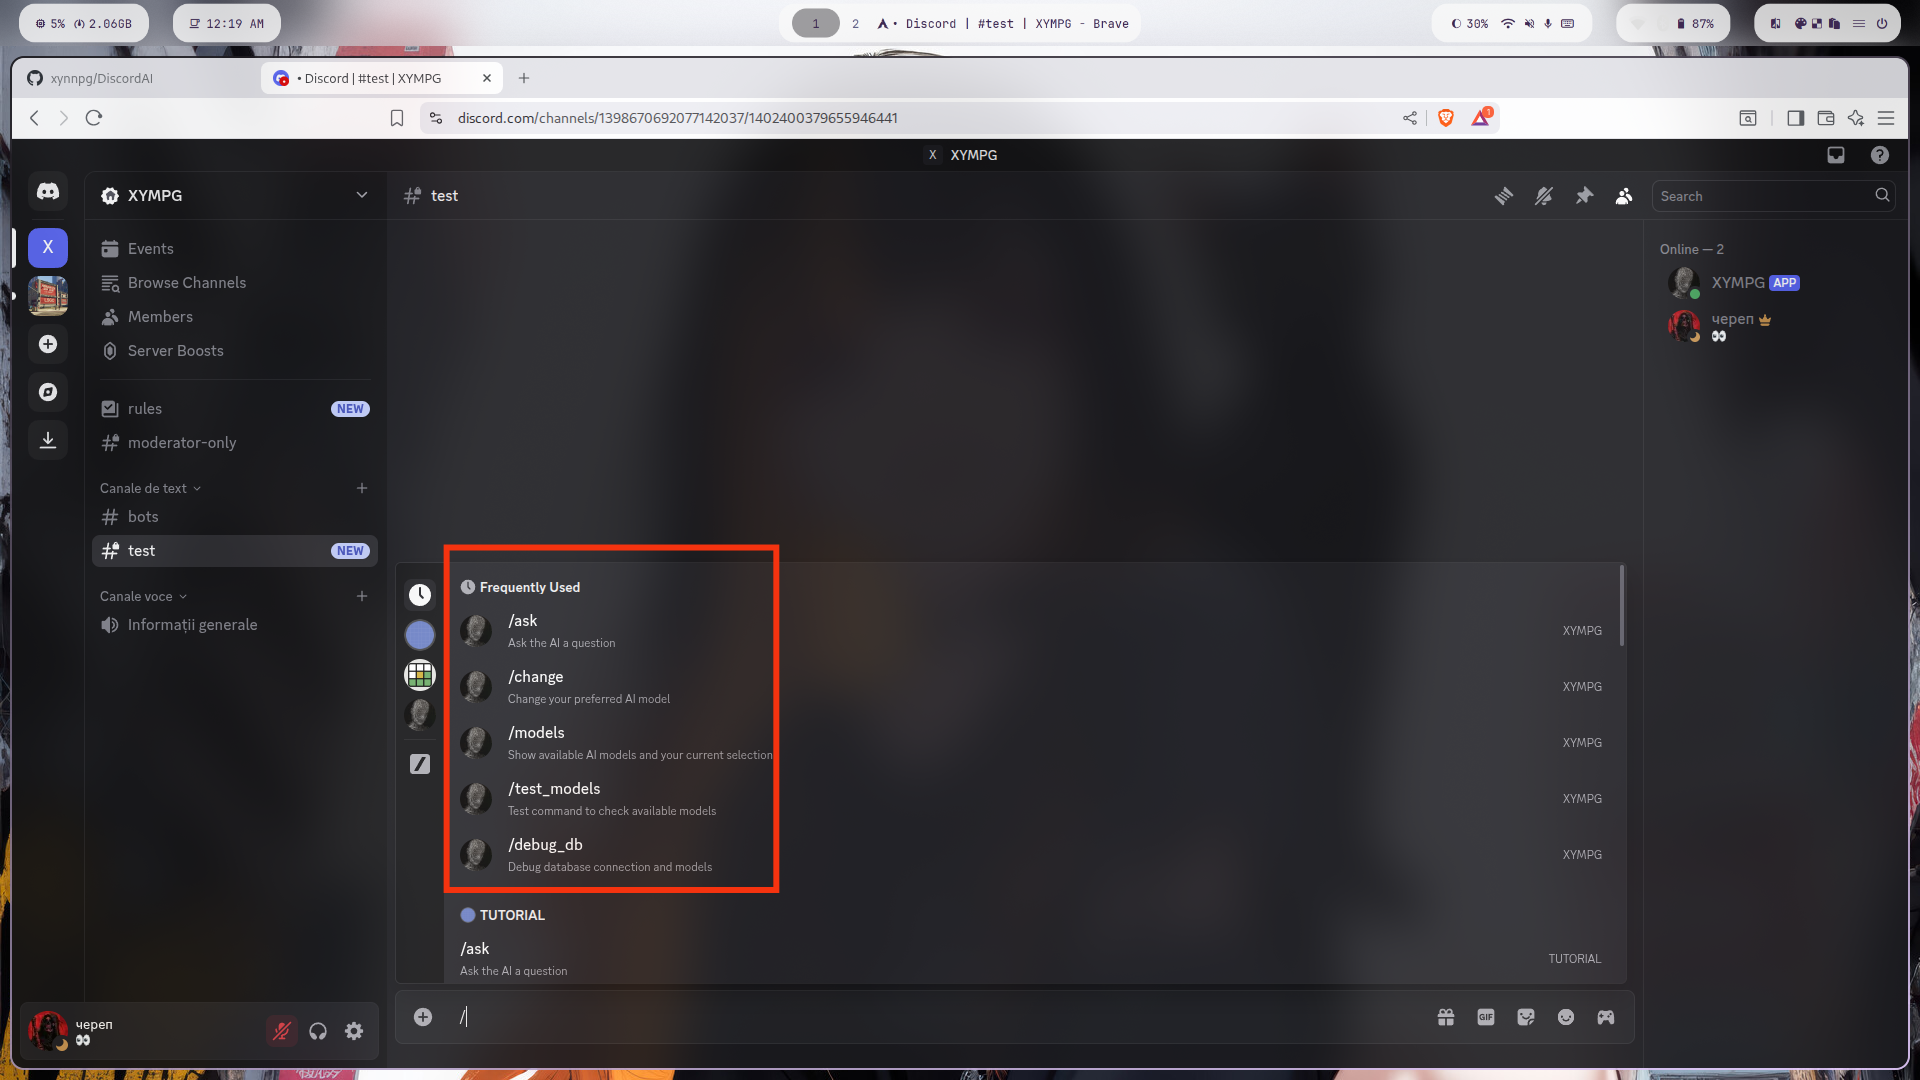 5% 2.06GB
12:19 AM
1 2 • Discord | #test | XYMPG - Brave
30%
87%
xynnpg/DiscordAI
• Discord | #test | XYMPG
discord.com/channels/1398670692077142037/1402400379655946441
1
X XYMPG
XYMPG
test
Search
X
Events
Browse Channels
Members
Server Boosts
rules NEW
moderator-only
Canale de text
bots
test NEW
Canale voce
Informații generale
Online — 2
XYMPG APP
череп
Frequently Used
/ask
Ask the AI a question
XYMPG
/change
Change your preferred AI model
XYMPG
/models
Show available AI models and your current selection
XYMPG
/test_models
Test command to check available models
XYMPG
/debug_db
Debug database connection and models
XYMPG
TUTORIAL
/ask
Ask the AI a question
TUTORIAL
череп
/
GIF